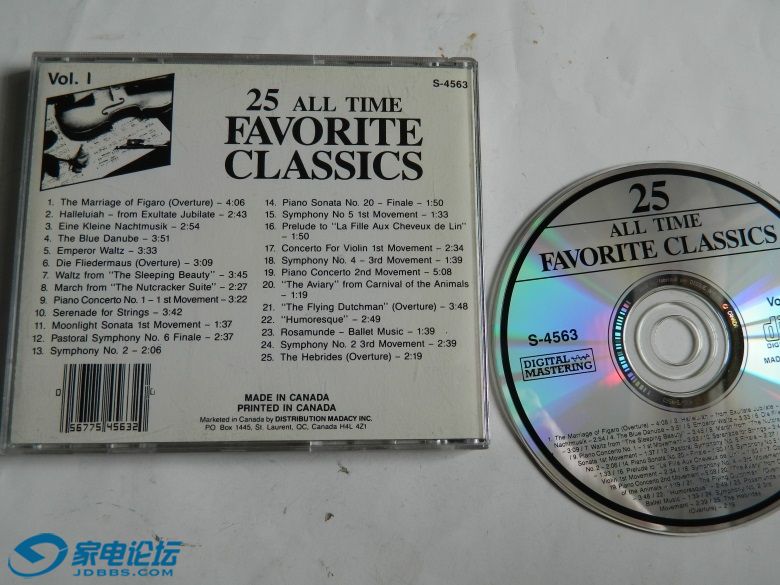 Vol. I
S-4563
25 ALL TIME
FAVORITE
CLASSICS
1. The Marriage of Figaro (Overture) - 4:06
2. Halleluiah - from Exultate Jubilate - 2:43
3. Eine Kleine Nachtmusik - 2:54
4. The Blue Danube - 3:51
5. Emperor Waltz - 3:33
6. Die Fliedermaus (Overture) - 3:09
7. Waltz from "The Sleeping Beauty" - 3:45
8. March from "The Nutcracker Suite" - 2:27
9. Piano Concerto No. 1 - 1st Movement - 3:22
10. Serenade for Strings - 3:42
11. Moonlight Sonata 1st Movement - 1:37
12. Pastoral Symphony No. 6 Finale - 2:37
13. Symphony No. 2 - 2:06
14. Piano Sonata No. 20 - Finale - 1:50
15. Symphony No 5 1st Movement - 1:33
16. Prelude to "La Fille Aux Cheveux de Lin"
- 1:50
17. Concerto For Violin 1st Movement - 2:34
18. Symphony No. 4 - 3rd Movement - 1:39
19. Piano Concerto 2nd Movement - 5:08
20. "The Aviary" from Carnival of the Animals
- 1:19
21. "The Flying Dutchman" (Overture) - 3:48
22. "Humoresque" - 2:49
23. Rosamunde - Ballet Music - 1:39
24. Symphony No. 2 3rd Movement - 2:39
25. The Hebrides (Overture) - 2:19
0 56775 45632
MADE IN CANADA
PRINTED IN CANADA
Marketed in Canada by DISTRIBUTION MADACY INC.
PO Box 1445, St. Laurent, QC, Canada H4L 4Z1
25
ALL TIME
FAVORITE CLASSICS
S-4563
DIGITAL
MASTERING
家电论坛
JDBBS.COM